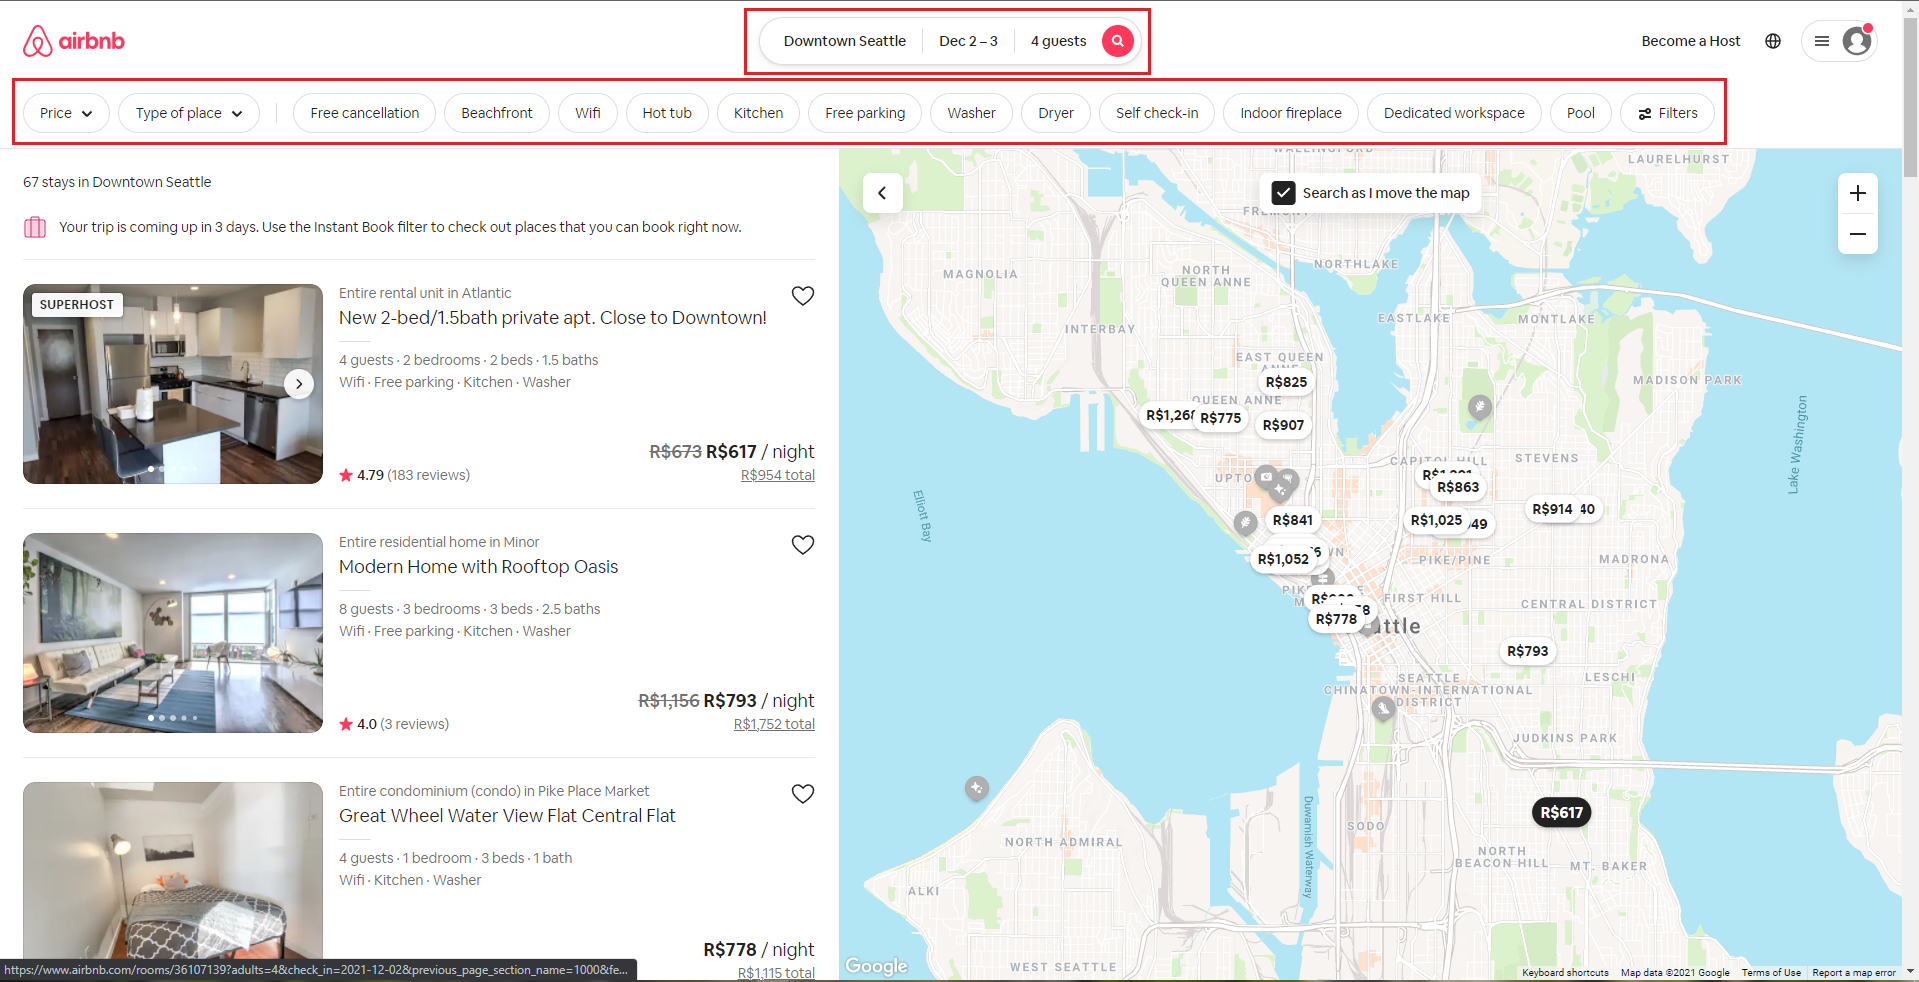 airbnb
Downtown Seattle Dec 2 – 3 4 guests
Become a Host
Price Type of place Free cancellation Beachfront Wifi Hot tub Kitchen Free parking Washer Dryer Self check-in Indoor fireplace Dedicated workspace Pool Filters
67 stays in Downtown Seattle
Your trip is coming up in 3 days. Use the Instant Book filter to check out places that you can book right now.
SUPERHOST
Entire rental unit in Atlantic
New 2-bed/1.5bath private apt. Close to Downtown!
4 guests · 2 bedrooms · 2 beds · 1.5 baths
Wifi · Free parking · Kitchen · Washer
R$673 R$617 / night
4.79 (183 reviews)
R$954 total
Entire residential home in Minor
Modern Home with Rooftop Oasis
8 guests · 3 bedrooms · 3 beds · 2.5 baths
Wifi · Free parking · Kitchen · Washer
R$1,156 R$793 / night
4.0 (3 reviews)
R$1,752 total
Entire condominium (condo) in Pike Place Market
Great Wheel Water View Flat Central Flat
4 guests · 1 bedroom · 3 beds · 1 bath
Wifi · Kitchen · Washer
R$778 / night
R$1,115 total
https://www.airbnb.com/rooms/36107139?adults=4&check_in=2021-12-02&previous_page_section_name=1000&fe...
Search as I move the map
WALLINGFORD
LAURELHURST
FREMONT
NORTHLAKE
MAGNOLIA
NORTH
QUEEN ANNE
INTERBAY
EASTLAKE
MONTLAKE
EAST QUEEN
R$825
MADISON PARK
QUEEN ANNE
R$775
R$907
Lake Washington
CAPITOL HILL
STEVENS
R$863
Elliott Bay
R$841
R$1,025
R$914
R$1,052
PIKE/PINE
MADRONA
FIRST HILL
CENTRAL DISTRICT
R$778
R$793
LESCHI
SEATTLE
CHINATOWN-INTERNATIONAL
DISTRICT
JUDKINS PARK
R$617
SODO
Duwamish Waterway
NORTH ADMIRAL
NORTH
BEACON HILL
MT. BAKER
ALKI
WEST SEATTLE
Google
Keyboard shortcuts Map data ©2021 Google Terms of Use Report a map error